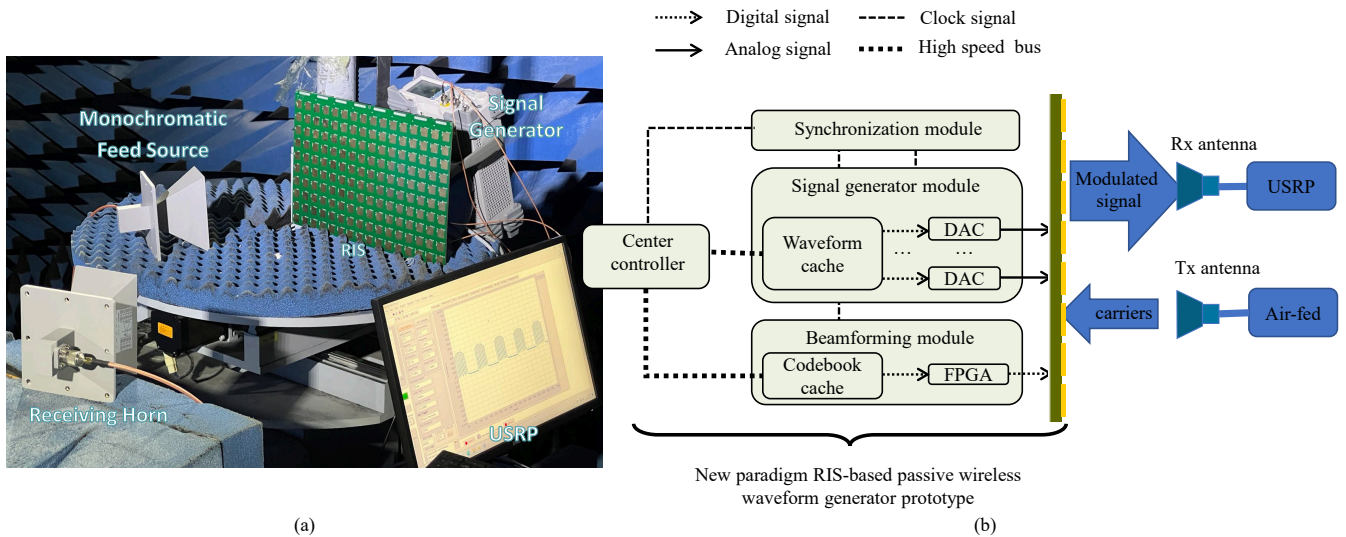 Digital signal
Clock signal
Analog signal
High speed bus
Monochromatic
Feed Source
Signal
Generator
RIS
Receiving Horn
USRP
Synchronization module
Signal generator module
Waveform
cache
DAC
...
...
DAC
Center
controller
Beamforming module
Codebook
cache
FPGA
Modulated
signal
Rx antenna
USRP
Tx antenna
carriers
Air-fed
New paradigm RIS-based passive wireless
waveform generator prototype
(a)
(b)